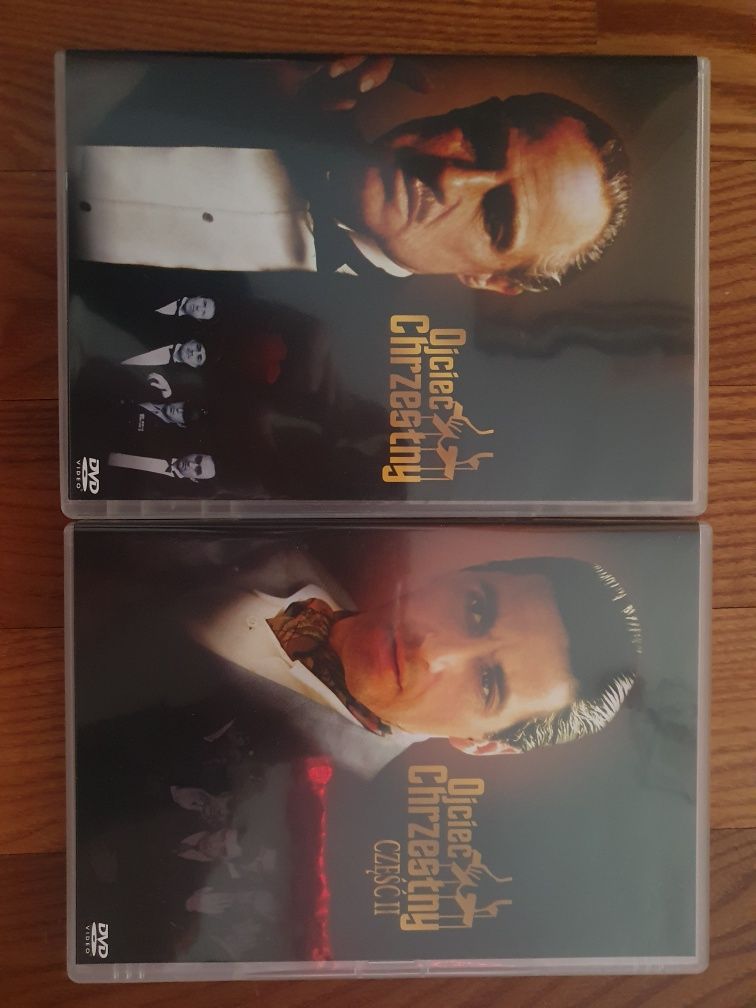 Ojciec
Chrzestny
DVD
VIDEO
Ojciec
Chrzestny
CZĘŚĆ II
DVD
VIDEO